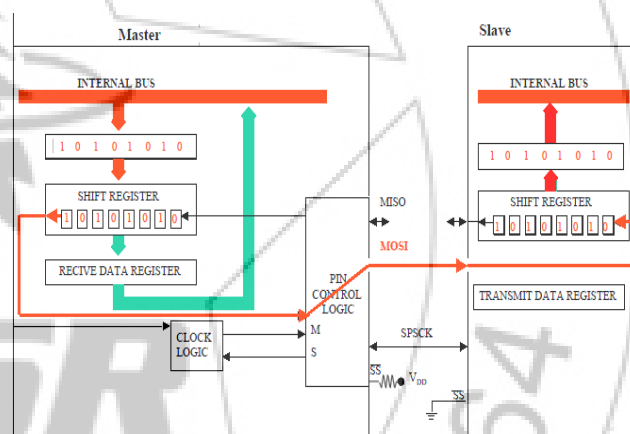 Master
Slave
INTERNAL BUS
INTERNAL BUS
1 0 1 0 1 0 1 0
1 0 1 0 1 0 1 0
SHIFT REGISTER
1 0 1 0 1 0 1 0
SHIFT REGISTER
1 0 1 0 1 0 1 0
MISO
MOSI
RECIVE DATA REGISTER
PIN
CONTROL
LOGIC
TRANSMIT DATA REGISTER
CLOCK
LOGIC
M
S
SPSCK
SS
VDD
SS